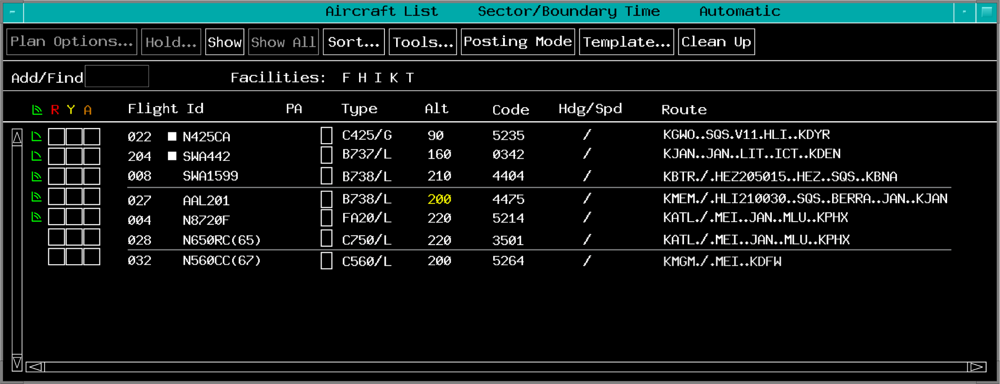 Aircraft List Sector/Boundary Time Automatic
Plan Options... Hold... Show Show All Sort... Tools... Posting Mode Template... Clean Up
Add/Find Facilities: F H I K T
R Y A Flight Id PA Type Alt Code Hdg/Spd Route
022 N425CA C425/G 90 5235 / KGWO..SQS.V11.HLI..KDYR
204 SWA442 B737/L 160 0342 / KJAN..JAN..LIT..ICT..KDEN
008 SWA1599 B738/L 210 4404 / KBTR./.HEZ205015..HEZ..SQS..KBNA
027 AAL201 B738/L 200 4475 / KMEM./.HLI210030..SQS..BERRA..JAN..KJAN
004 N8720F FA20/L 220 5214 / KATL./.MEI..JAN..MLU..KPHX
028 N650RC(65) C750/L 220 3501 / KATL./.MEI..JAN..MLU..KPHX
032 N560CC(67) C560/L 200 5264 / KMGM./.MEI..KDFW